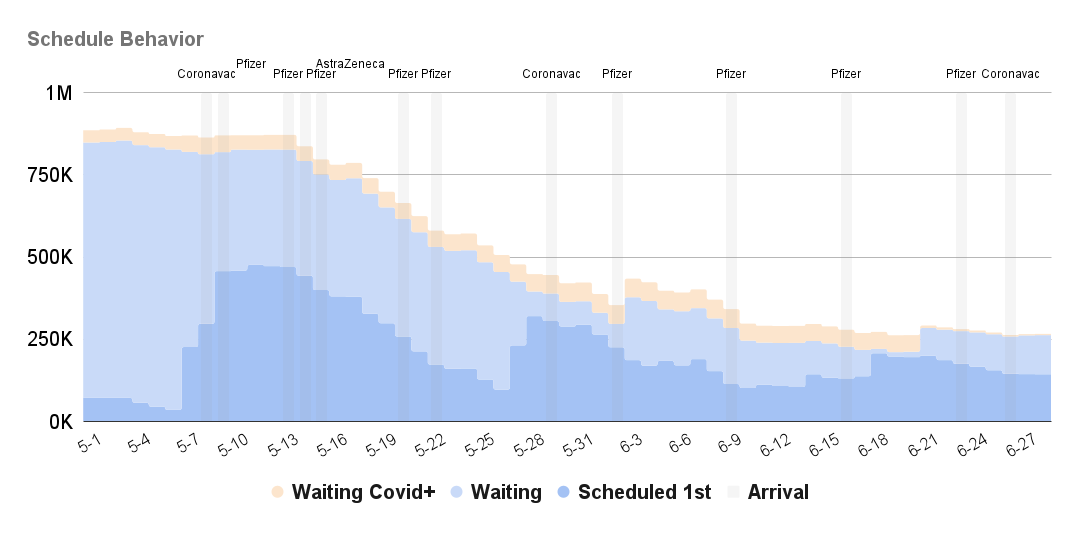 Schedule Behavior
Pfizer AstraZeneca
Coronavac Pfizer Pfizer Pfizer Pfizer Coronavac Pfizer Pfizer Pfizer Pfizer Coronavac
1M
750K
500K
250K
0K
5-1 5-4 5-7 5-10 5-13 5-16 5-19 5-22 5-25 5-28 5-31 6-3 6-6 6-9 6-12 6-15 6-18 6-21 6-24 6-27
Waiting Covid+ Waiting Scheduled 1st Arrival